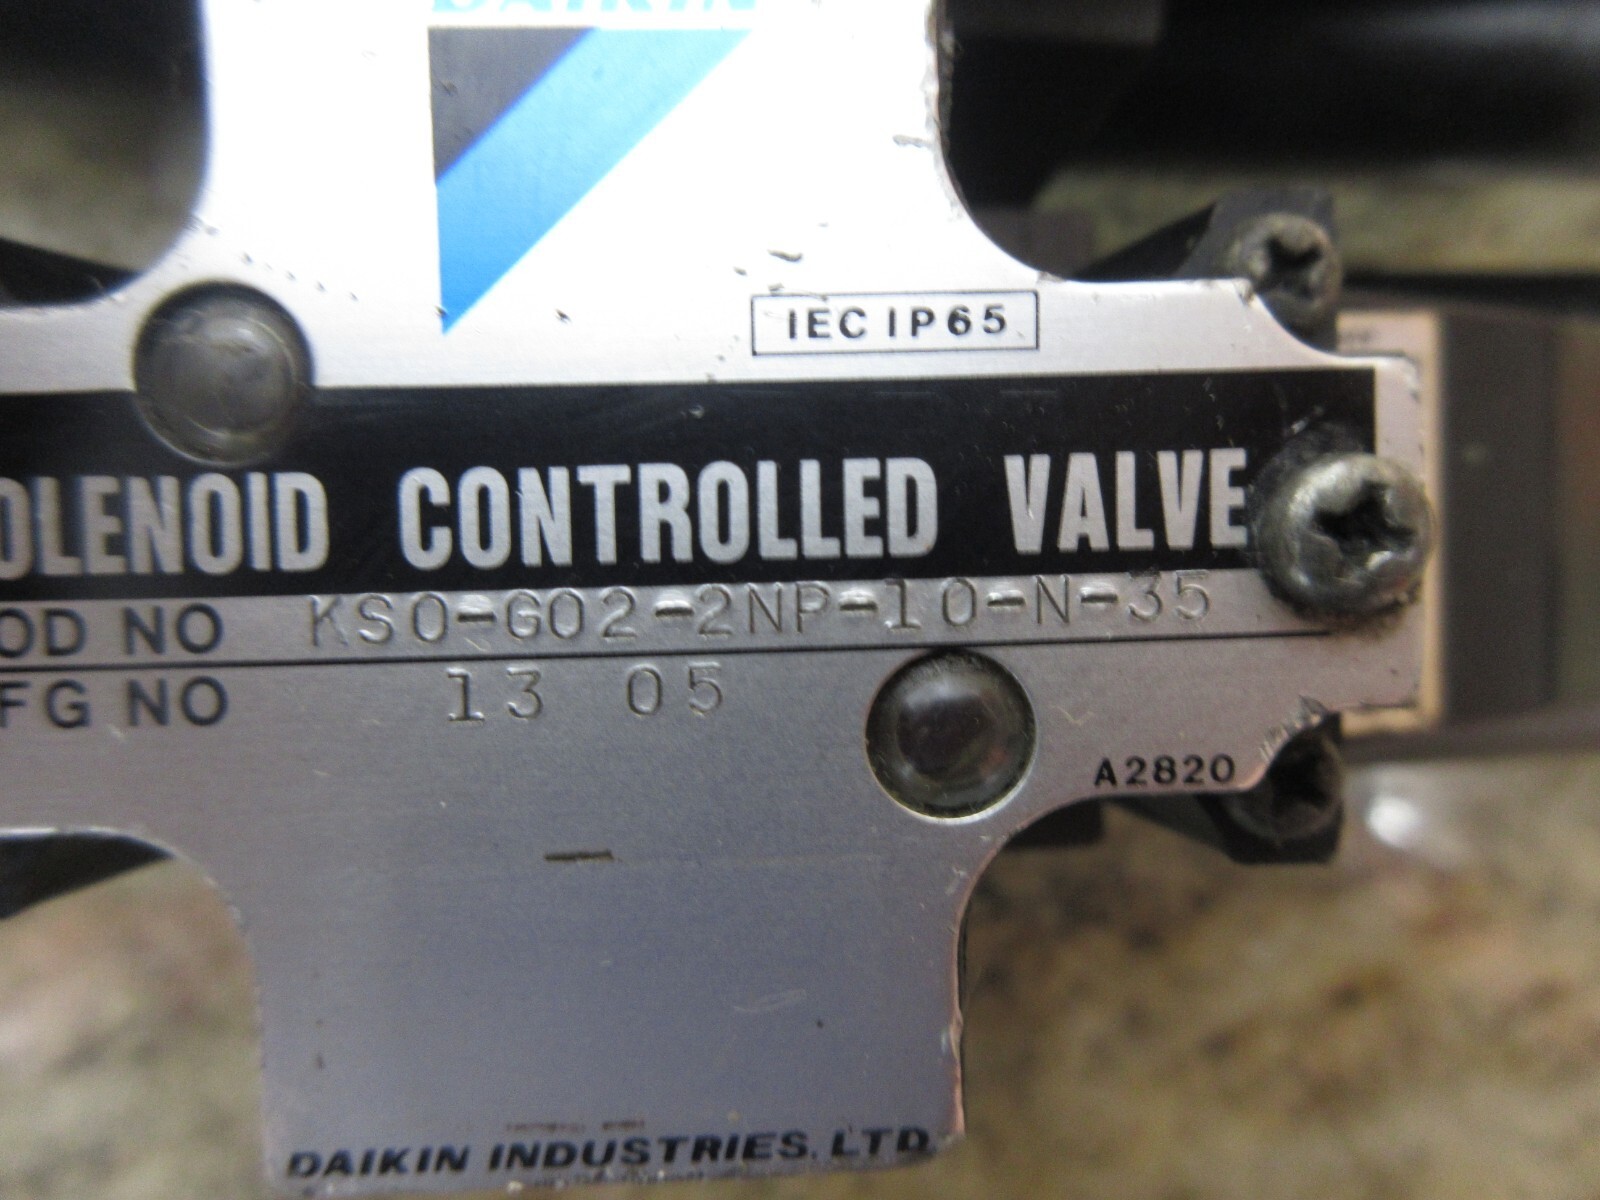 DAIKIN
IEC IP65
OLENOID CONTROLLED VALVE
OD NO KSO-G02-2NP-10-N-35
FG NO 13 05
A2820
DAIKIN INDUSTRIES. LTD.